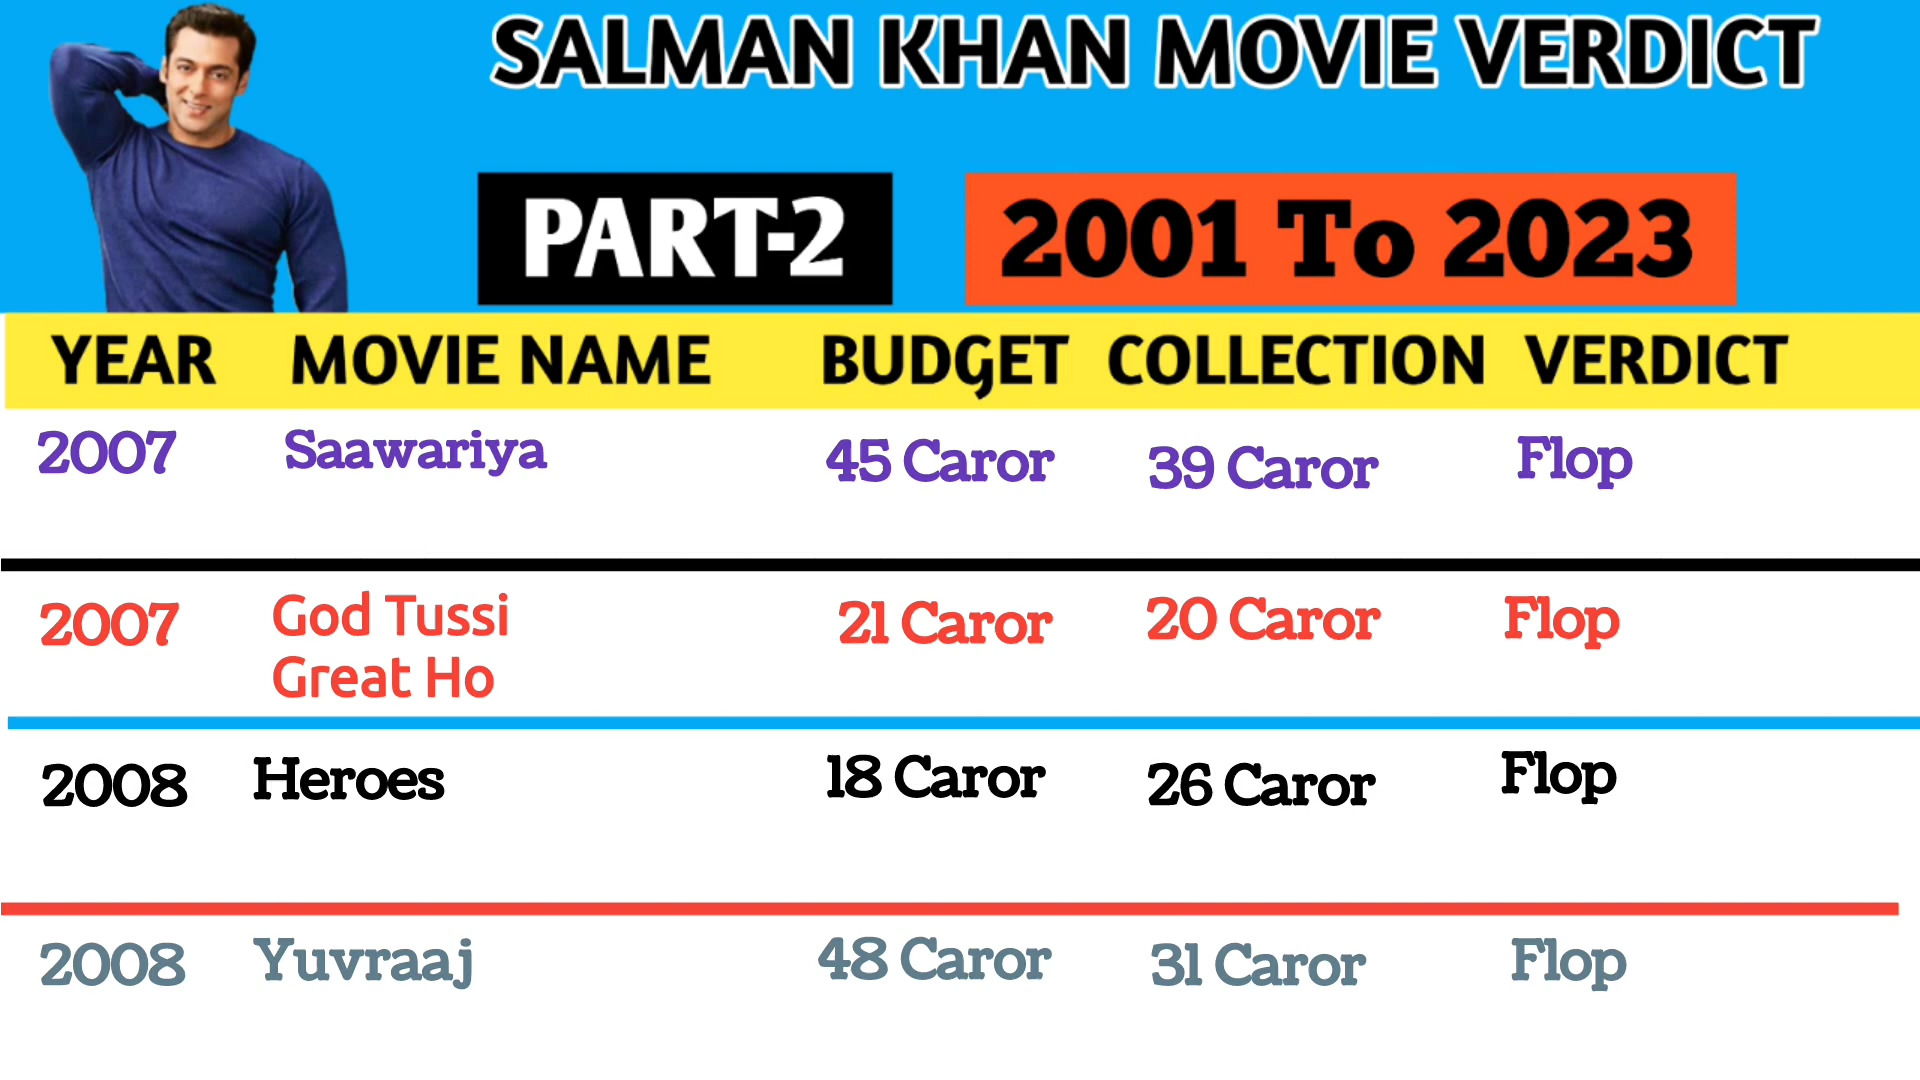 SALMAN KHAN MOVIE VERDICT
PART-2 2001 To 2023
YEAR MOVIE NAME BUDGET COLLECTION VERDICT
2007 Saawariya 45 Caror 39 Caror Flop
2007 God Tussi 21 Caror 20 Caror Flop
Great Ho
2008 Heroes 18 Caror 26 Caror Flop
2008 Yuvraaj 48 Caror 31 Caror Flop